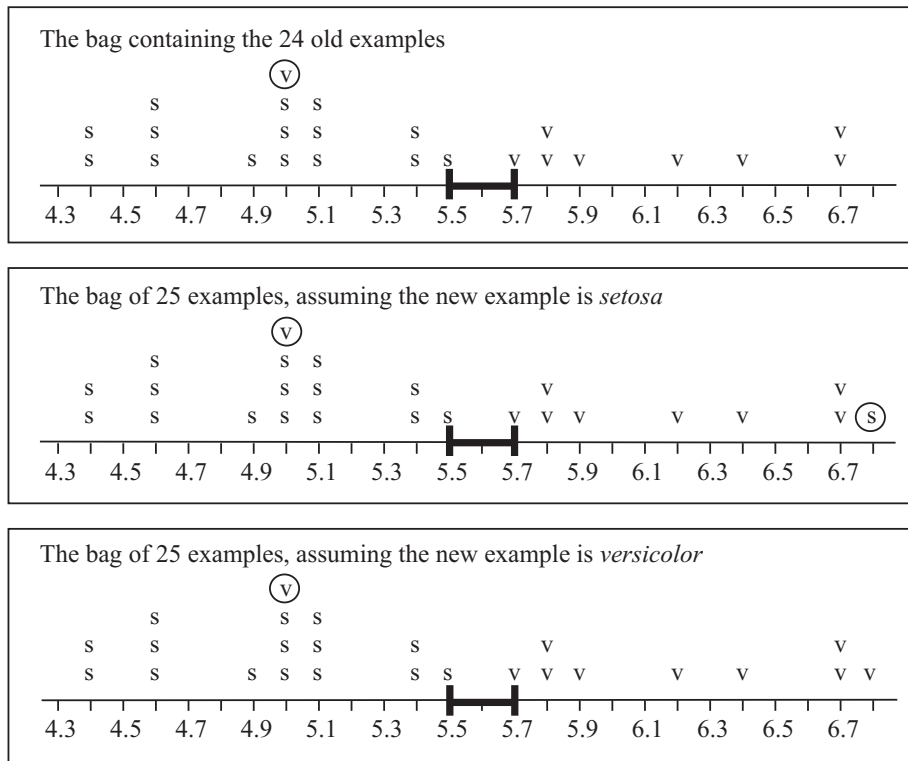 The bag containing the 24 old examples
v
s s s
s s s s s v v
s s s s s s s v v v v v v
4.3 4.5 4.7 4.9 5.1 5.3 5.5 5.7 5.9 6.1 6.3 6.5 6.7
The bag of 25 examples, assuming the new example is setosa
v
s s s
s s s s s v v
s s s s s s s v v v v v v s
4.3 4.5 4.7 4.9 5.1 5.3 5.5 5.7 5.9 6.1 6.3 6.5 6.7
The bag of 25 examples, assuming the new example is versicolor
v
s s s
s s s s s v v
s s s s s s s v v v v v v v
4.3 4.5 4.7 4.9 5.1 5.3 5.5 5.7 5.9 6.1 6.3 6.5 6.7